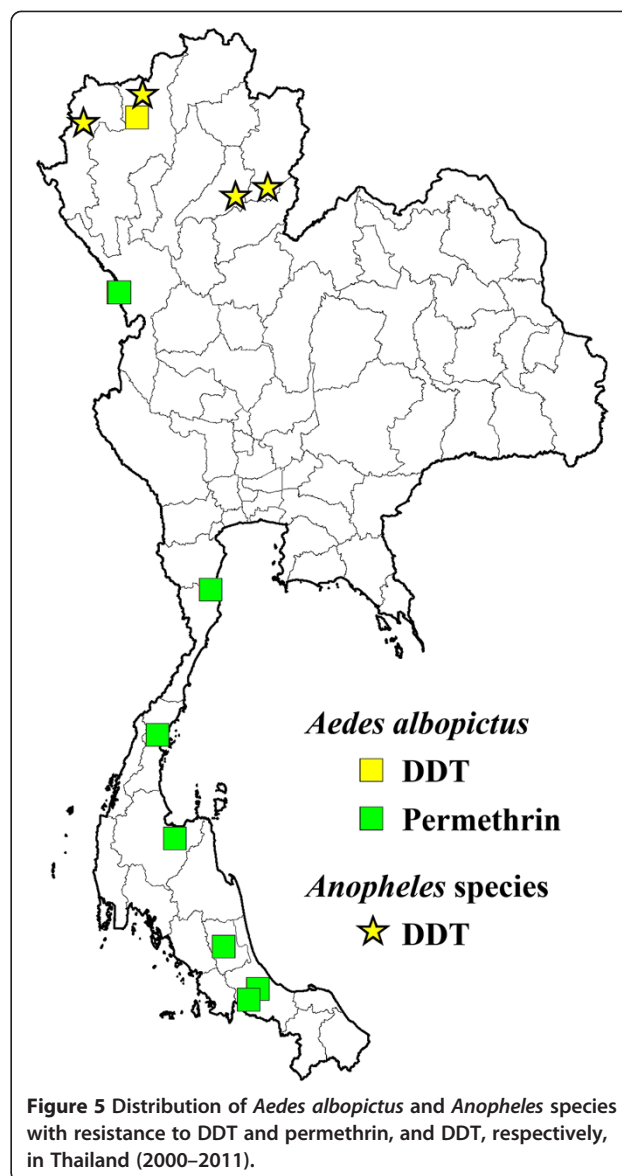 Aedes albopictus
DDT
Permethrin
Anopheles species
DDT
Figure 5 Distribution of Aedes albopictus and Anopheles species
with resistance to DDT and permethrin, and DDT, respectively,
in Thailand (2000–2011).